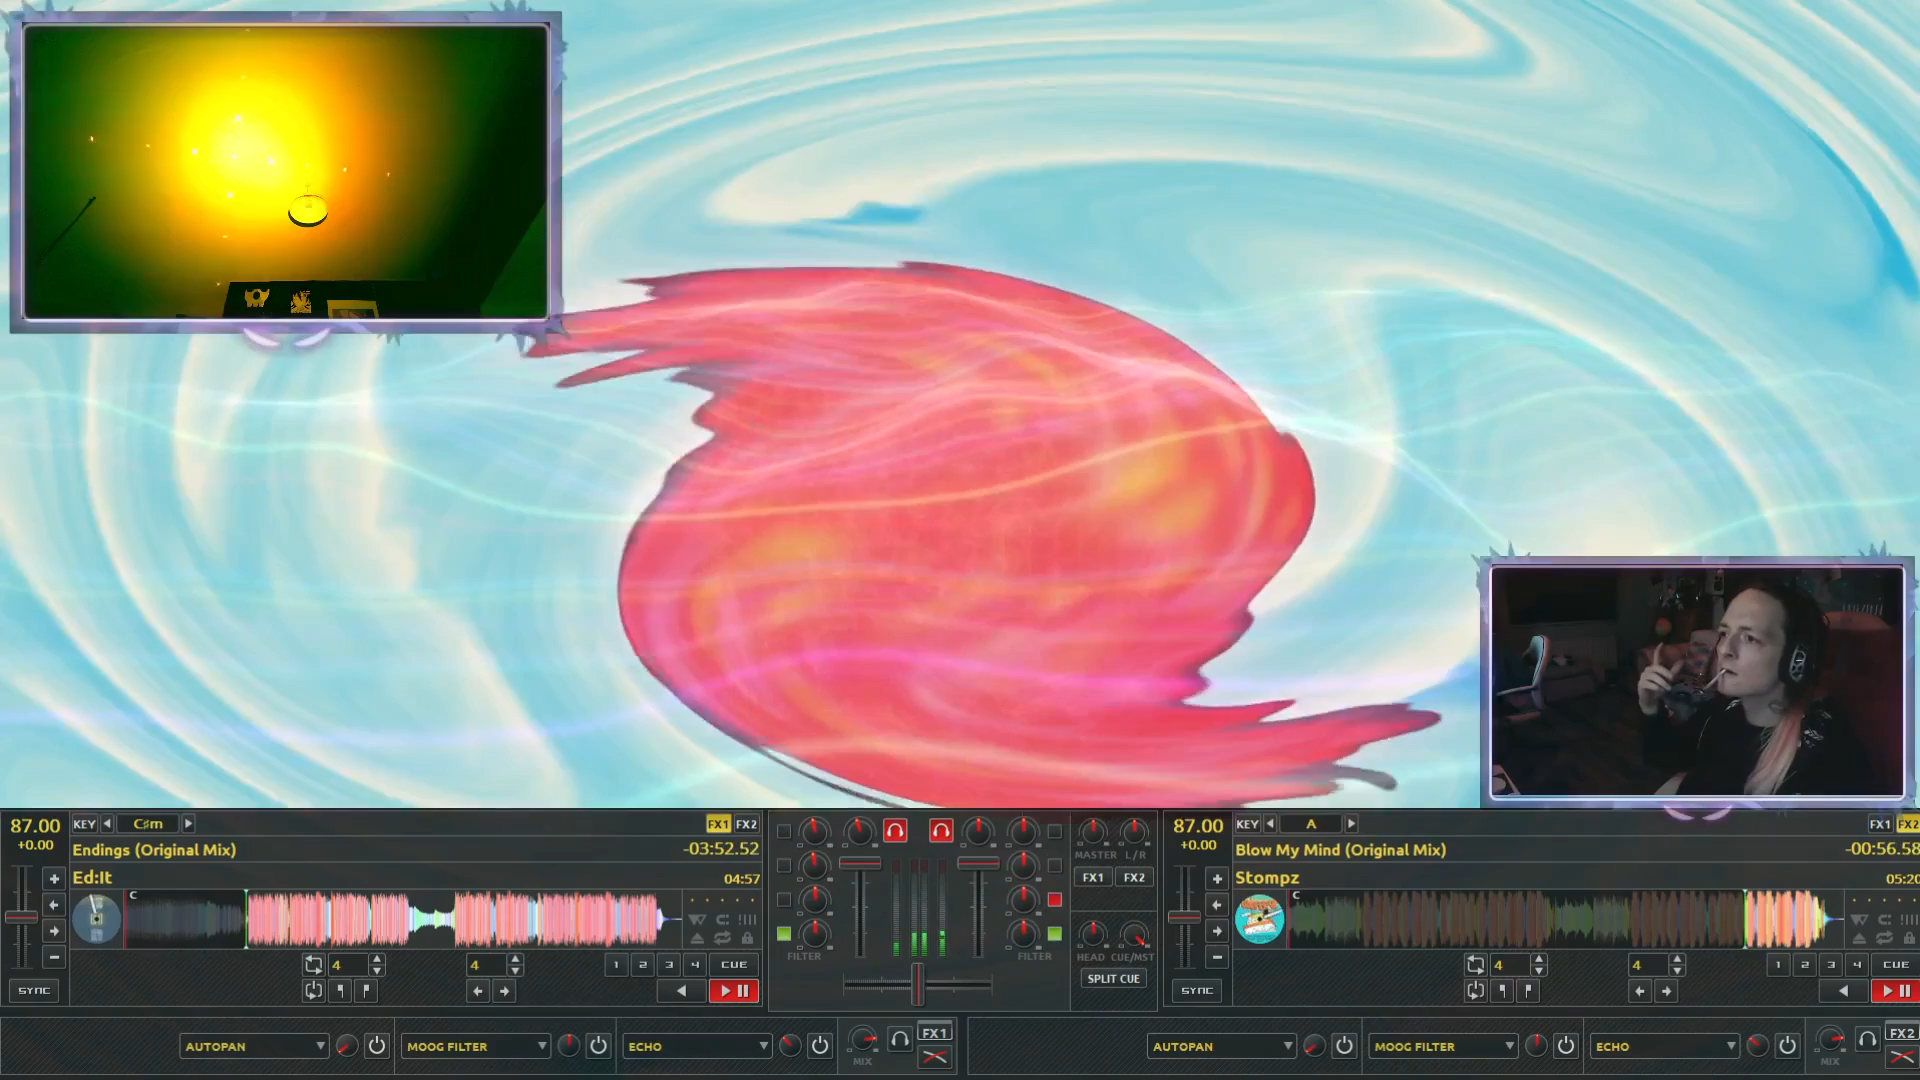 87.00
+0.00
KEY C♯m
FX1 FX2
Endings (Original Mix)
-03:52.52
Ed:It
04:57
C
4
4
1 2 3 4 CUE
SYNC
MASTER L/R
FX1 FX2
FILTER
FILTER
HEAD CUE/MST
SPLIT CUE
87.00
+0.00
KEY A
FX1 FX2
Blow My Mind (Original Mix)
-00:56.58
Stompz
05:20
C
4
4
1 2 3 4 CUE
SYNC
AUTOPAN
MOOG FILTER
ECHO
MIX
FX1
AUTOPAN
MOOG FILTER
ECHO
MIX
FX2